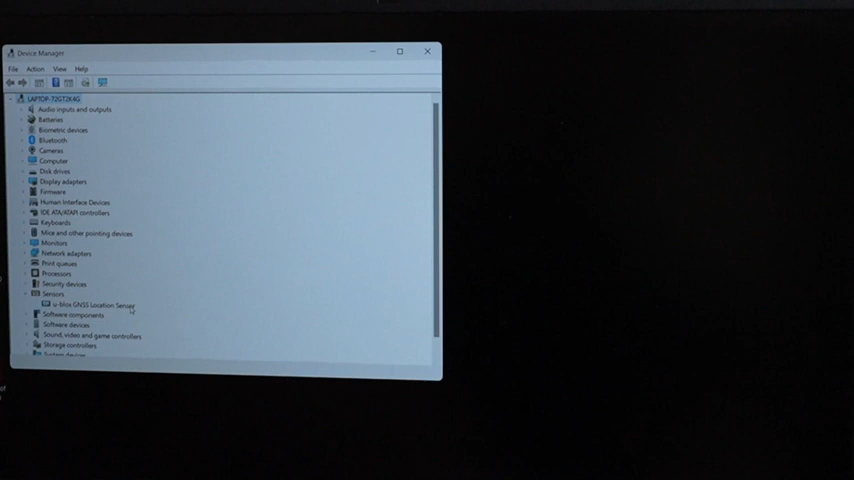 Device Manager
File Action View Help
LAPTOP-72GT2K4G
Audio inputs and outputs
Batteries
Biometric devices
Bluetooth
Cameras
Computer
Disk drives
Display adapters
Firmware
Human Interface Devices
IDE ATA/ATAPI controllers
Keyboards
Mice and other pointing devices
Monitors
Network adapters
Print queues
Processors
Security devices
Sensors
u-blox GNSS Location Sensor
Software components
Software devices
Sound, video and game controllers
Storage controllers
System devices
of